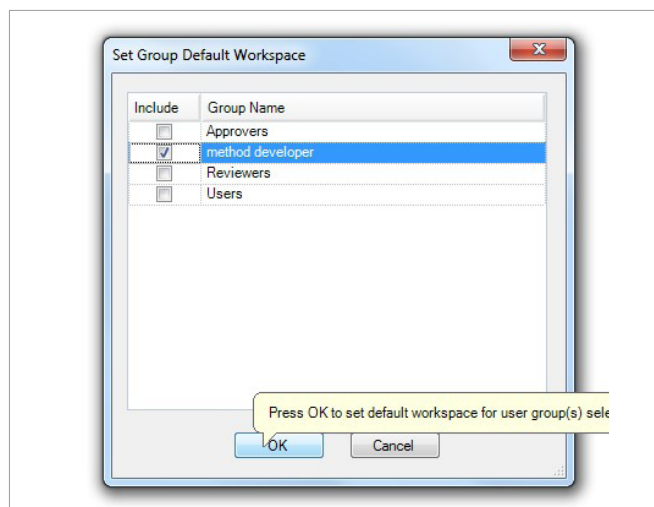 Set Group Default Workspace
Include Group Name
Approvers
method developer
Reviewers
Users
Press OK to set default workspace for user group(s) sele
OK Cancel